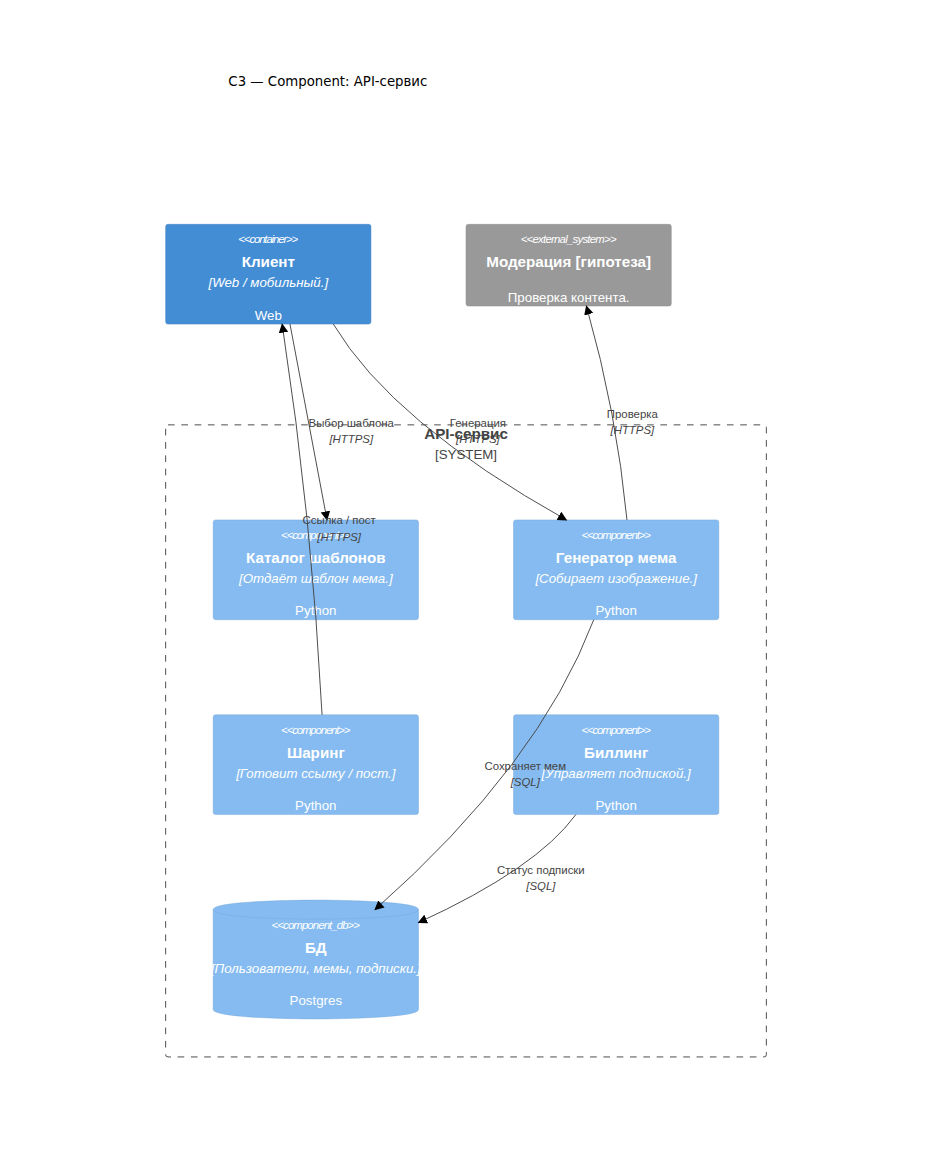 C3 — Component: API-сервис
<<container>>
Клиент
[Web / мобильный.]
Web
<<external_system>>
Модерация [гипотеза]
Проверка контента.
Выбор шаблона
[HTTPS]
Генерация
[HTTPS]
Проверка
[HTTPS]
API-сервис
[SYSTEM]
Ссылка / пост
[HTTPS]
<<component>>
Каталог шаблонов
[Отдаёт шаблон мема.]
Python
<<component>>
Генератор мема
[Собирает изображение.]
Python
<<component>>
Шаринг
[Готовит ссылку / пост.]
Python
<<component>>
Биллинг
[Управляет подпиской.]
Python
Сохраняет мем
[SQL]
Статус подписки
[SQL]
<<component_db>>
БД
[Пользователи, мемы, подписки.]
Postgres